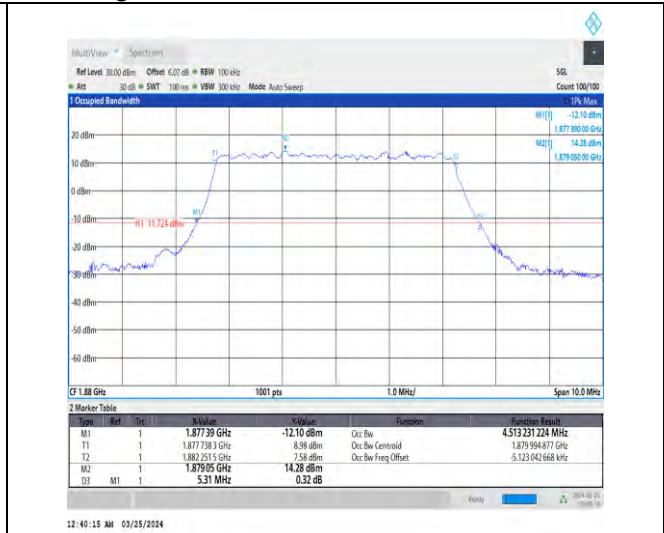 MultiView Spectrum
Ref Level 30.00 dBm Offset 6.07 dB RBW 100 kHz SGL
Att 30 dB SWT 100 ms VBW 300 kHz Mode Auto Sweep Count 100/100
1 Occupied Bandwidth 1Pk Max
M1[1] -12.10 dBm
1.877 390 00 GHz
M2[1] 14.28 dBm
1.879 050 00 GHz
20 dBm
M2
T1
T2
10 dBm
0 dBm
M1
-10 dBm
H1 -11.724 dBm
-20 dBm
-30 dBm
-40 dBm
-50 dBm
-60 dBm
CF 1.88 GHz 1001 pts 1.0 MHz/ Span 10.0 MHz
2 Marker Table
Type Ref Trc X-Value Y-Value Function Function Result
M1 1 1.87739 GHz -12.10 dBm Occ Bw 4.513 231 224 MHz
T1 1 1.877 738 3 GHz 8.98 dBm Occ Bw Centroid 1.879 994 877 GHz
T2 1 1.882 251 5 GHz 7.58 dBm Occ Bw Freq Offset -5.123 042 668 kHz
M2 1 1.87905 GHz 14.28 dBm
D3 M1 1 5.31 MHz 0.32 dB
Ready
12:40:15 AM 03/25/2024